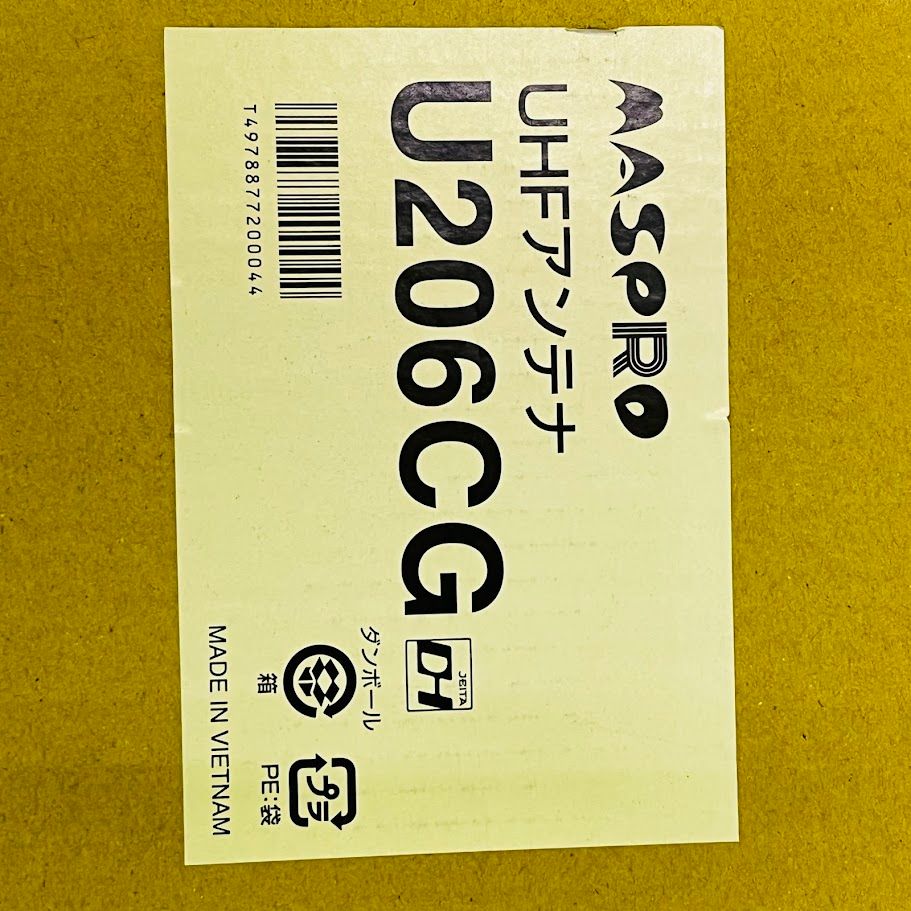 MASPRO
UHFアンテナ
U206CG
JEITA
DH
T4978877200044
ダンボール
箱
プラ
PE:袋
MADE IN VIETNAM